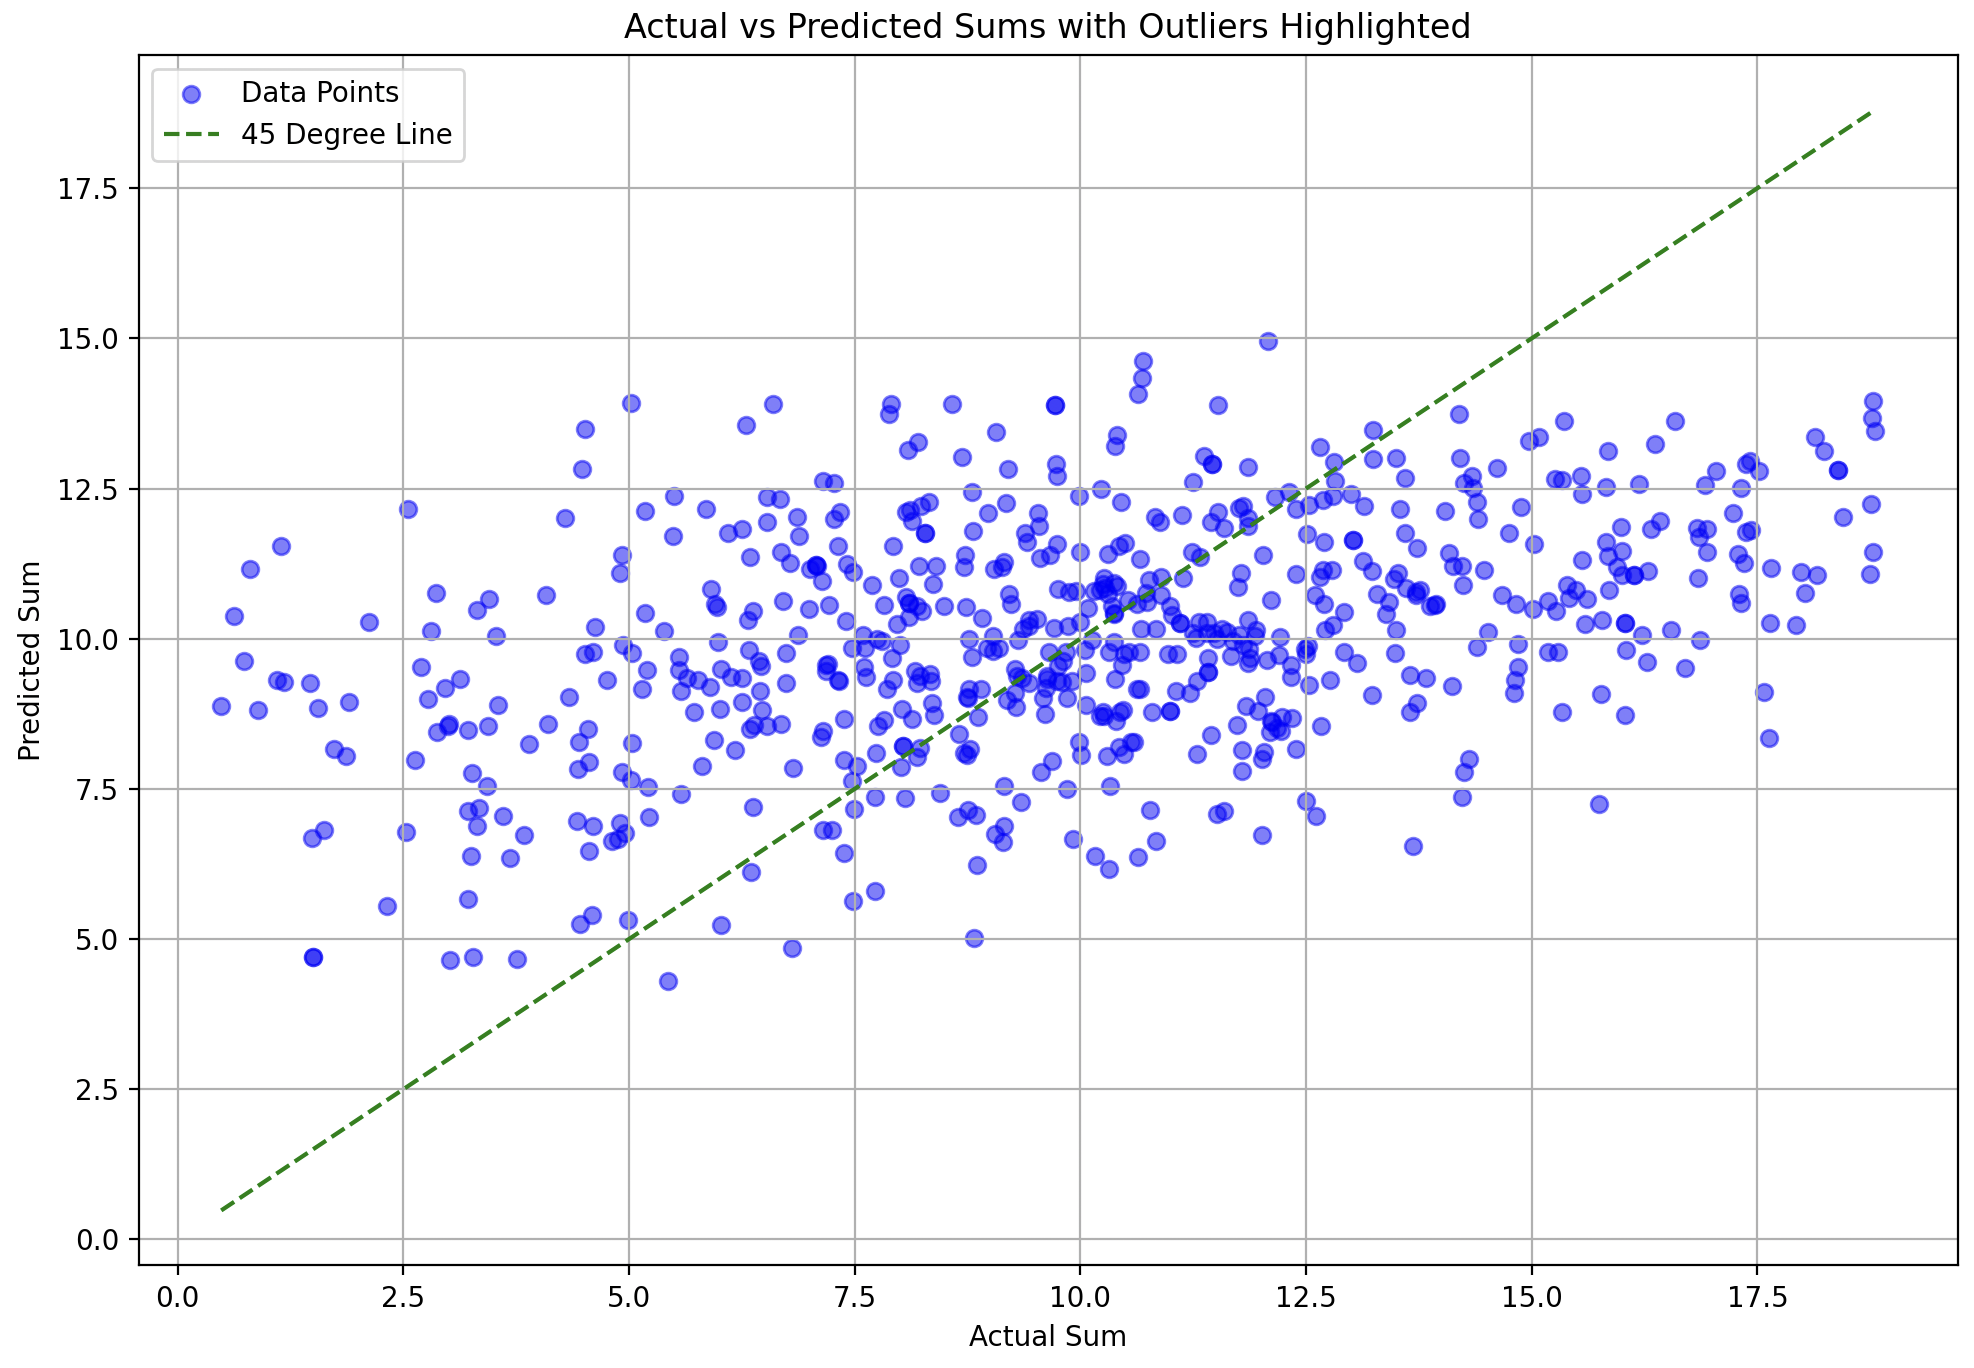 Actual vs Predicted Sums with Outliers Highlighted
Data Points
45 Degree Line
Predicted Sum
17.5
15.0
12.5
10.0
7.5
5.0
2.5
0.0
0.0 2.5 5.0 7.5 10.0 12.5 15.0 17.5
Actual Sum